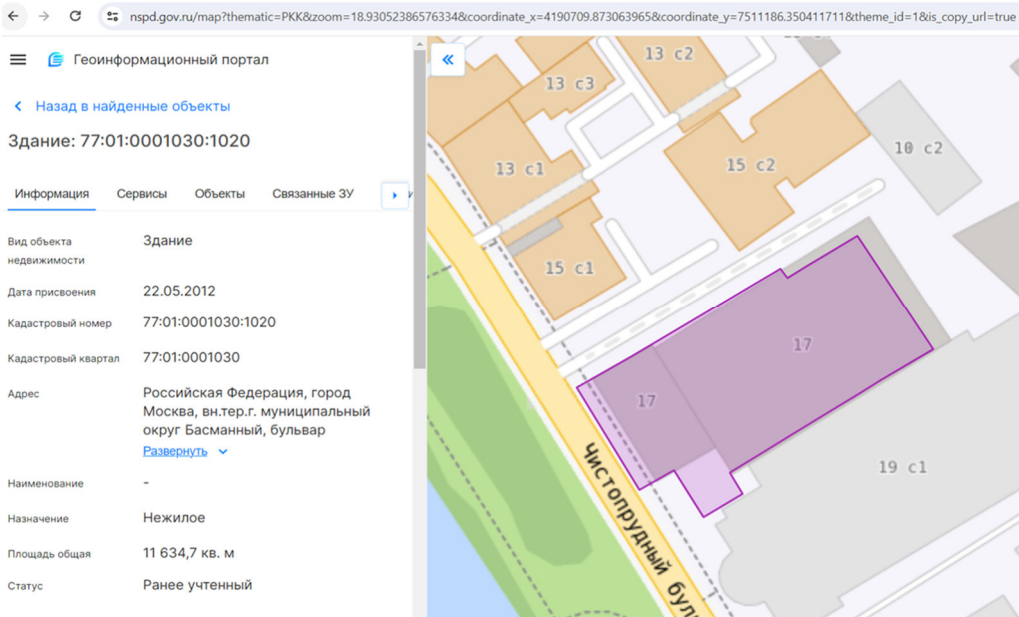 nspd.gov.ru/map?thematic=PKK&zoom=18.93052386576334&coordinate_x=4190709.873063965&coordinate_y=7511186.350411711&theme_id=1&is_copy_url=true
Геоинформационный портал
Назад в найденные объекты
Здание: 77:01:0001030:1020
Информация Сервисы Объекты Связанные ЗУ
Вид объекта недвижимости Здание
Дата присвоения 22.05.2012
Кадастровый номер 77:01:0001030:1020
Кадастровый квартал 77:01:0001030
Адрес Российская Федерация, город
Москва, вн.тер.г. муниципальный
округ Басманный, бульвар
Развернуть
Наименование -
Назначение Нежилое
Площадь общая 11 634,7 кв. м
Статус Ранее учтенный
13 с2
13 с3
10 с2
15 с2
13 с1
15 с1
17
17
19 с1
Чистопрудный бул